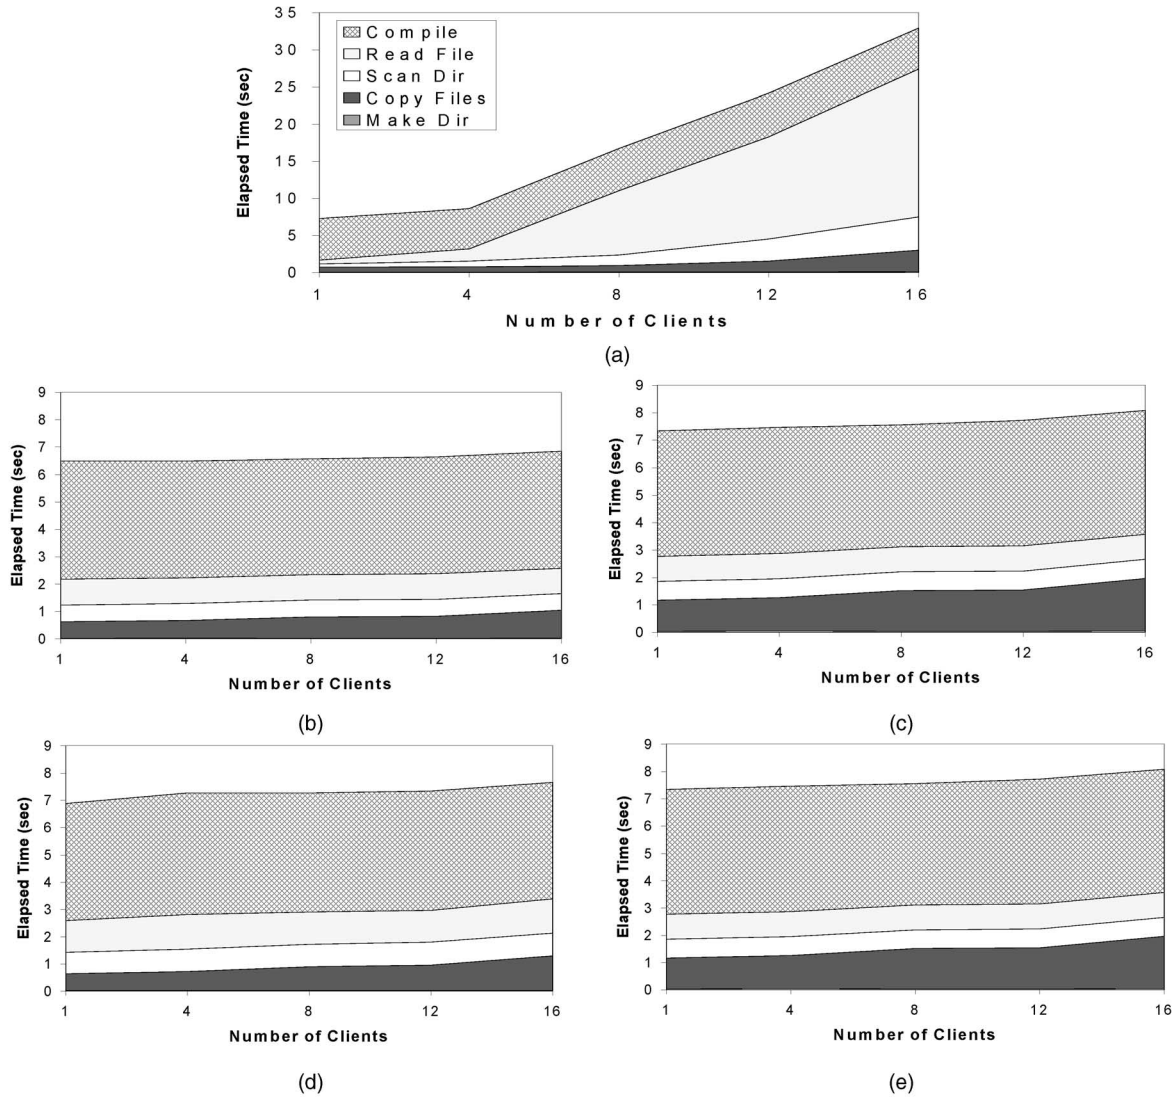 35
30
25
20
15
10
5
0
Elapsed Time (sec)
Compile
Read File
Scan Dir
Copy Files
Make Dir
1 4 8 12 16
Number of Clients
(a)
9
8
7
6
5
4
3
2
1
0
Elapsed Time (sec)
1 4 8 12 16
Number of Clients
(b)
9
8
7
6
5
4
3
2
1
0
Elapsed Time (sec)
1 4 8 12 16
Number of Clients
(c)
9
8
7
6
5
4
3
2
1
0
Elapsed Time (sec)
1 4 8 12 16
Number of Clients
(d)
9
8
7
6
5
4
3
2
1
0
Elapsed Time (sec)
1 4 8 12 16
Number of Clients
(e)